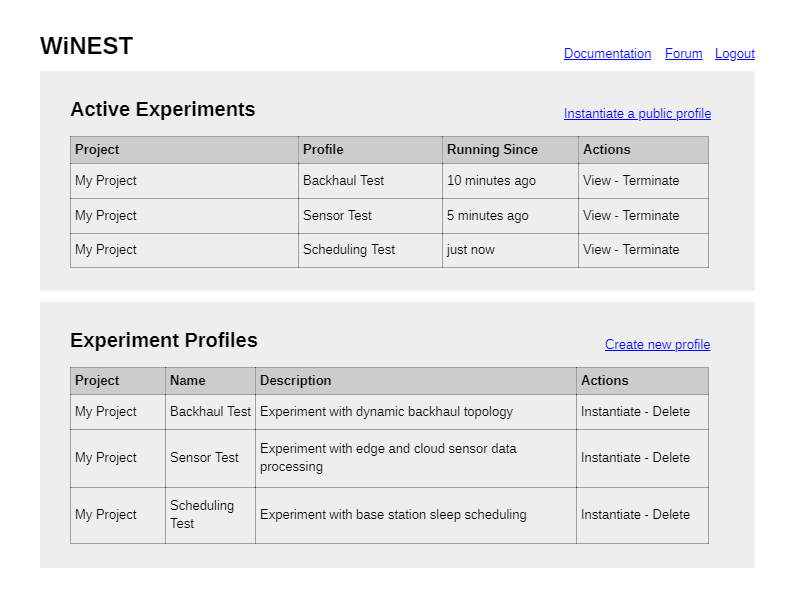 WiNEST
Documentation Forum Logout
Active Experiments
Instantiate a public profile
Project Profile Running Since Actions
My Project Backhaul Test 10 minutes ago View - Terminate
My Project Sensor Test 5 minutes ago View - Terminate
My Project Scheduling Test just now View - Terminate
Experiment Profiles
Create new profile
Project Name Description Actions
My Project Backhaul Test Experiment with dynamic backhaul topology Instantiate - Delete
My Project Sensor Test Experiment with edge and cloud sensor data
processing Instantiate - Delete
My Project Scheduling
Test Experiment with base station sleep scheduling Instantiate - Delete